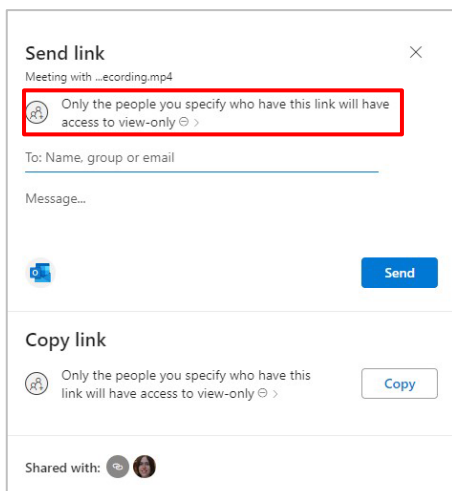 Send link
Meeting with ...ecording.mp4
Only the people you specify who have this link will have
access to view-only
To: Name, group or email
Message...
Send
Copy link
Only the people you specify who have this
link will have access to view-only
Copy
Shared with: